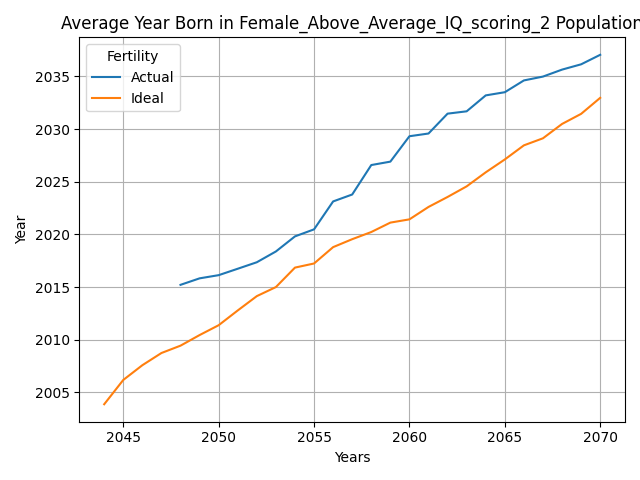 Average Year Born in Female_Above_Average_IQ_scoring_2 Population
Fertility
Actual
Ideal
2035
2030
2025
2020
2015
2010
2005
Year
2045 2050 2055 2060 2065 2070
Years